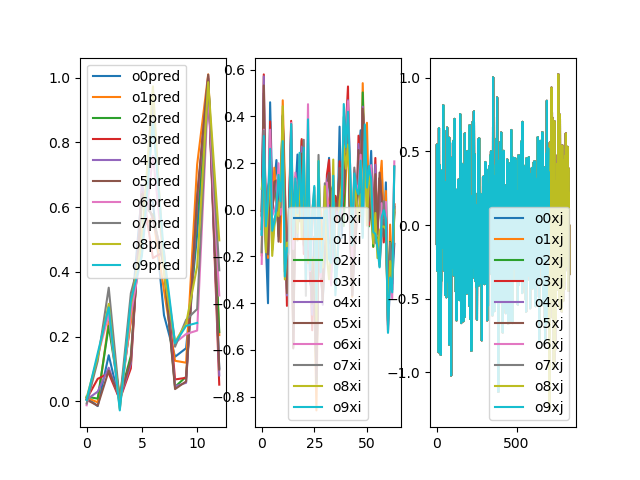 1.0
0.8
0.6
0.4
0.2
0.0
0
5
10
o0pred
o1pred
o2pred
o3pred
o4pred
o5pred
o6pred
o7pred
o8pred
o9pred
0.6
0.4
0.2
0.0
−0.2
−0.4
−0.6
−0.8
0
25
50
o0xi
o1xi
o2xi
o3xi
o4xi
o5xi
o6xi
o7xi
o8xi
o9xi
1.0
0.5
0.0
−0.5
−1.0
0
500
o0xj
o1xj
o2xj
o3xj
o4xj
o5xj
o6xj
o7xj
o8xj
o9xj